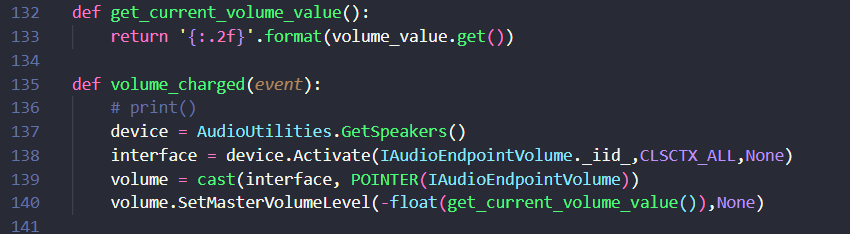 132 def get_current_volume_value():
133 return '{:.2f}'.format(volume_value.get())
134
135 def volume_charged(event):
136 # print()
137 device = AudioUtilities.GetSpeakers()
138 interface = device.Activate(IAudioEndpointVolume._iid_,CLSCTX_ALL,None)
139 volume = cast(interface, POINTER(IAudioEndpointVolume))
140 volume.SetMasterVolumeLevel(-float(get_current_volume_value()),None)
141